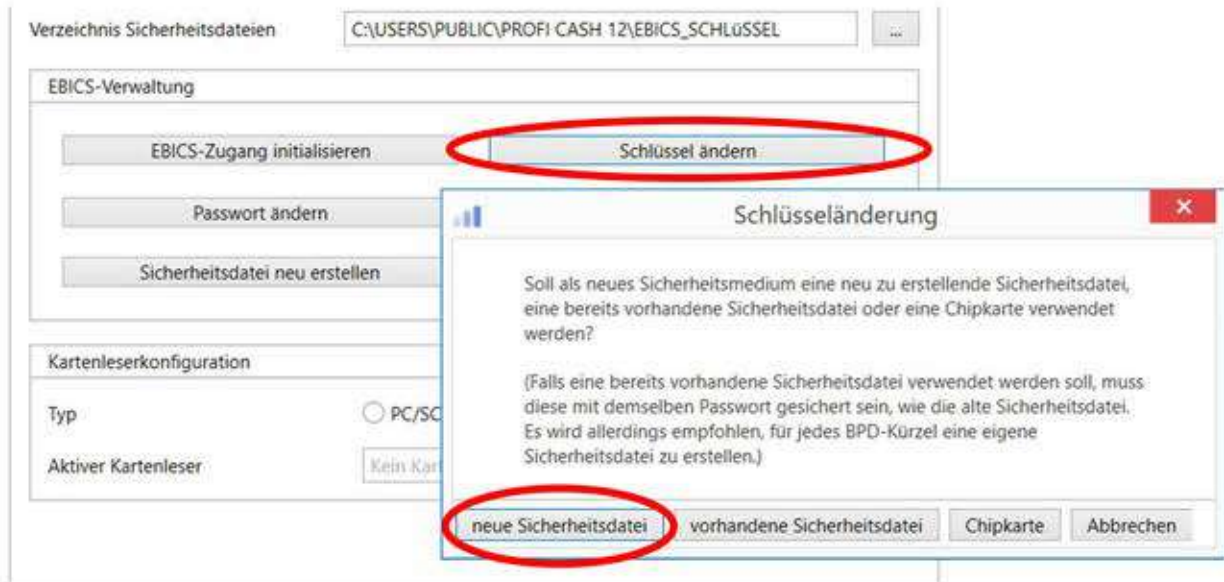 Verzeichnis Sicherheitsdateien
C:\USERS\PUBLIC\PROFI CASH 12\EBICS_SCHLüSSEL
...
EBICS-Verwaltung
EBICS-Zugang initialisieren
Schlüssel ändern
Passwort ändern
Sicherheitsdatei neu erstellen
Kartenleserkonfiguration
Typ
PC/SC
Aktiver Kartenleser
Kein
Schlüsseländerung
Soll als neues Sicherheitsmedium eine neu zu erstellende Sicherheitsdatei,
eine bereits vorhandene Sicherheitsdatei oder eine Chipkarte verwendet
werden?
(Falls eine bereits vorhandene Sicherheitsdatei verwendet werden soll, muss
diese mit demselben Passwort gesichert sein, wie die alte Sicherheitsdatei.
Es wird allerdings empfohlen, für jedes BPD-Kürzel eine eigene
Sicherheitsdatei zu erstellen.)
neue Sicherheitsdatei
vorhandene Sicherheitsdatei
Chipkarte
Abbrechen